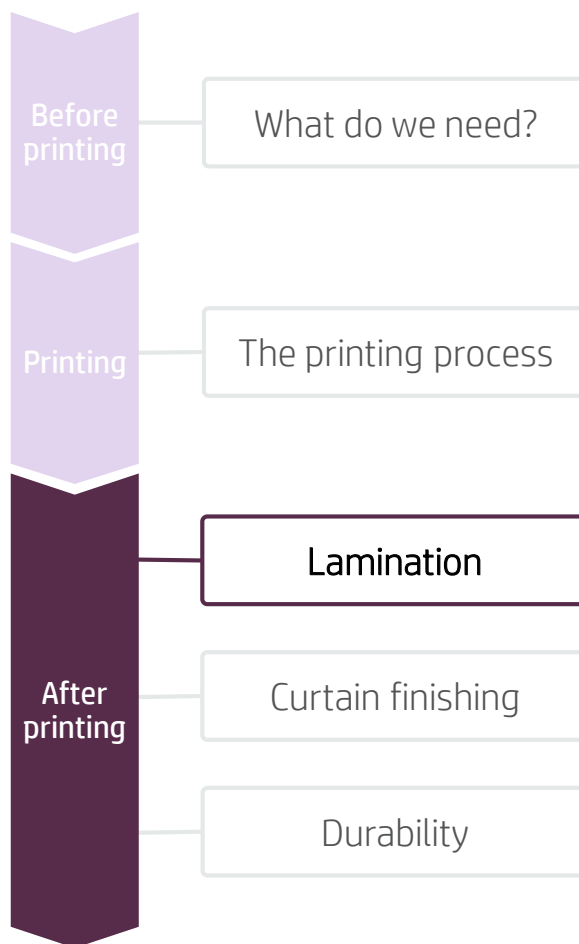 Before
printing
What do we need?
Printing
The printing process
Lamination
After
printing
Curtain finishing
Durability